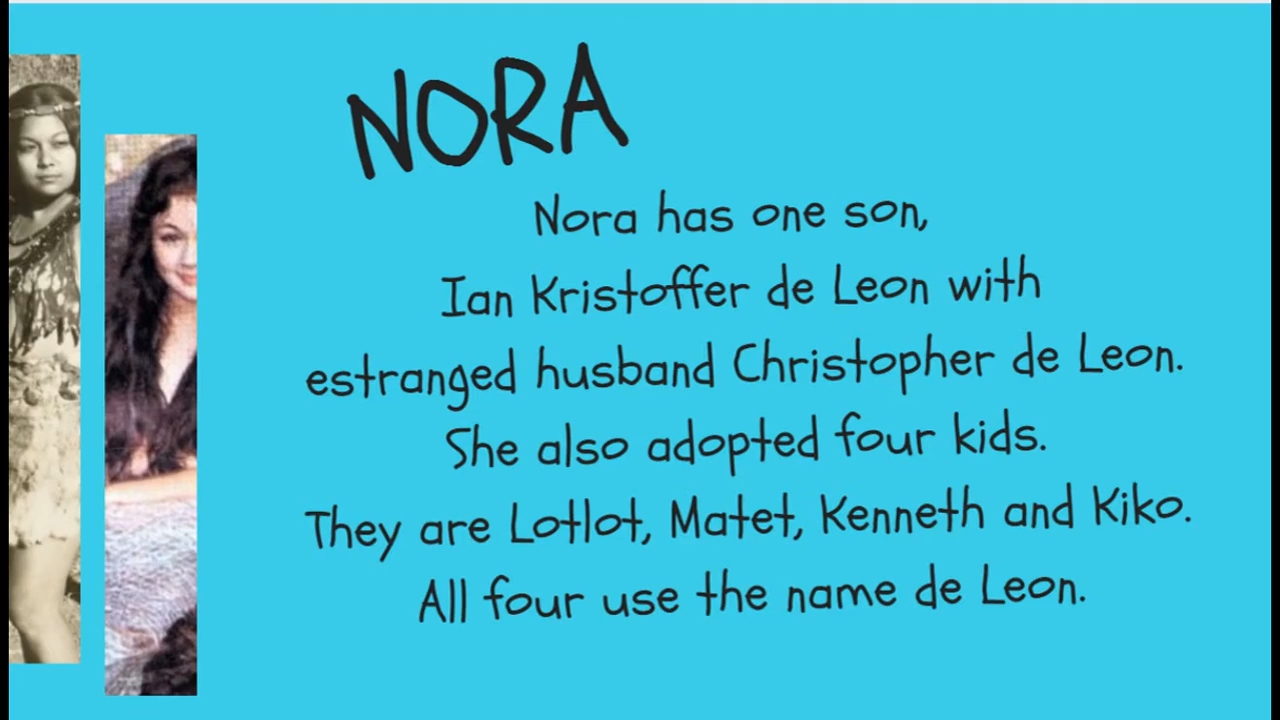 NORA
Nora has one son,
Ian Kristoffer de Leon with
estranged husband Christopher de Leon.
She also adopted four kids.
They are Lotlot, Matet, Kenneth and Kiko.
All four use the name de Leon.